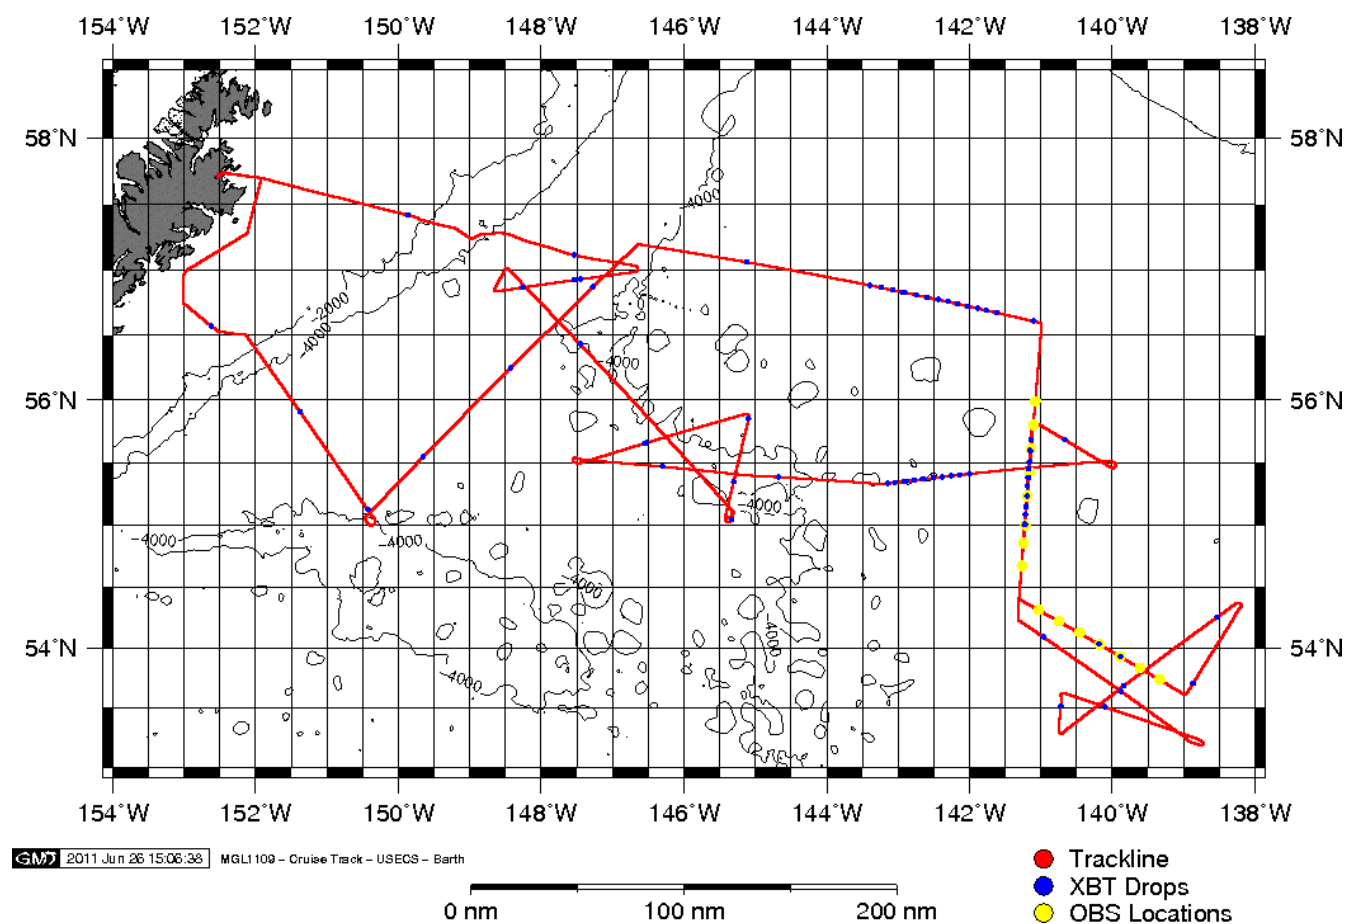 154°W 152°W 150°W 148°W 146°W 144°W 142°W 140°W 138°W
58°N 58°N
-4000
-2000
-4000
-4000
56°N 56°N
-4000
-4000 -4000
-4000
-4000
54°N 54°N
-4000
154°W 152°W 150°W 148°W 146°W 144°W 142°W 140°W 138°W
GMT 2011 Jun 26 15:06:38 MGL1109 – Cruise Track – USECS – Barth
Trackline
XBT Drops
0 nm 100 nm 200 nm
OBS Locations